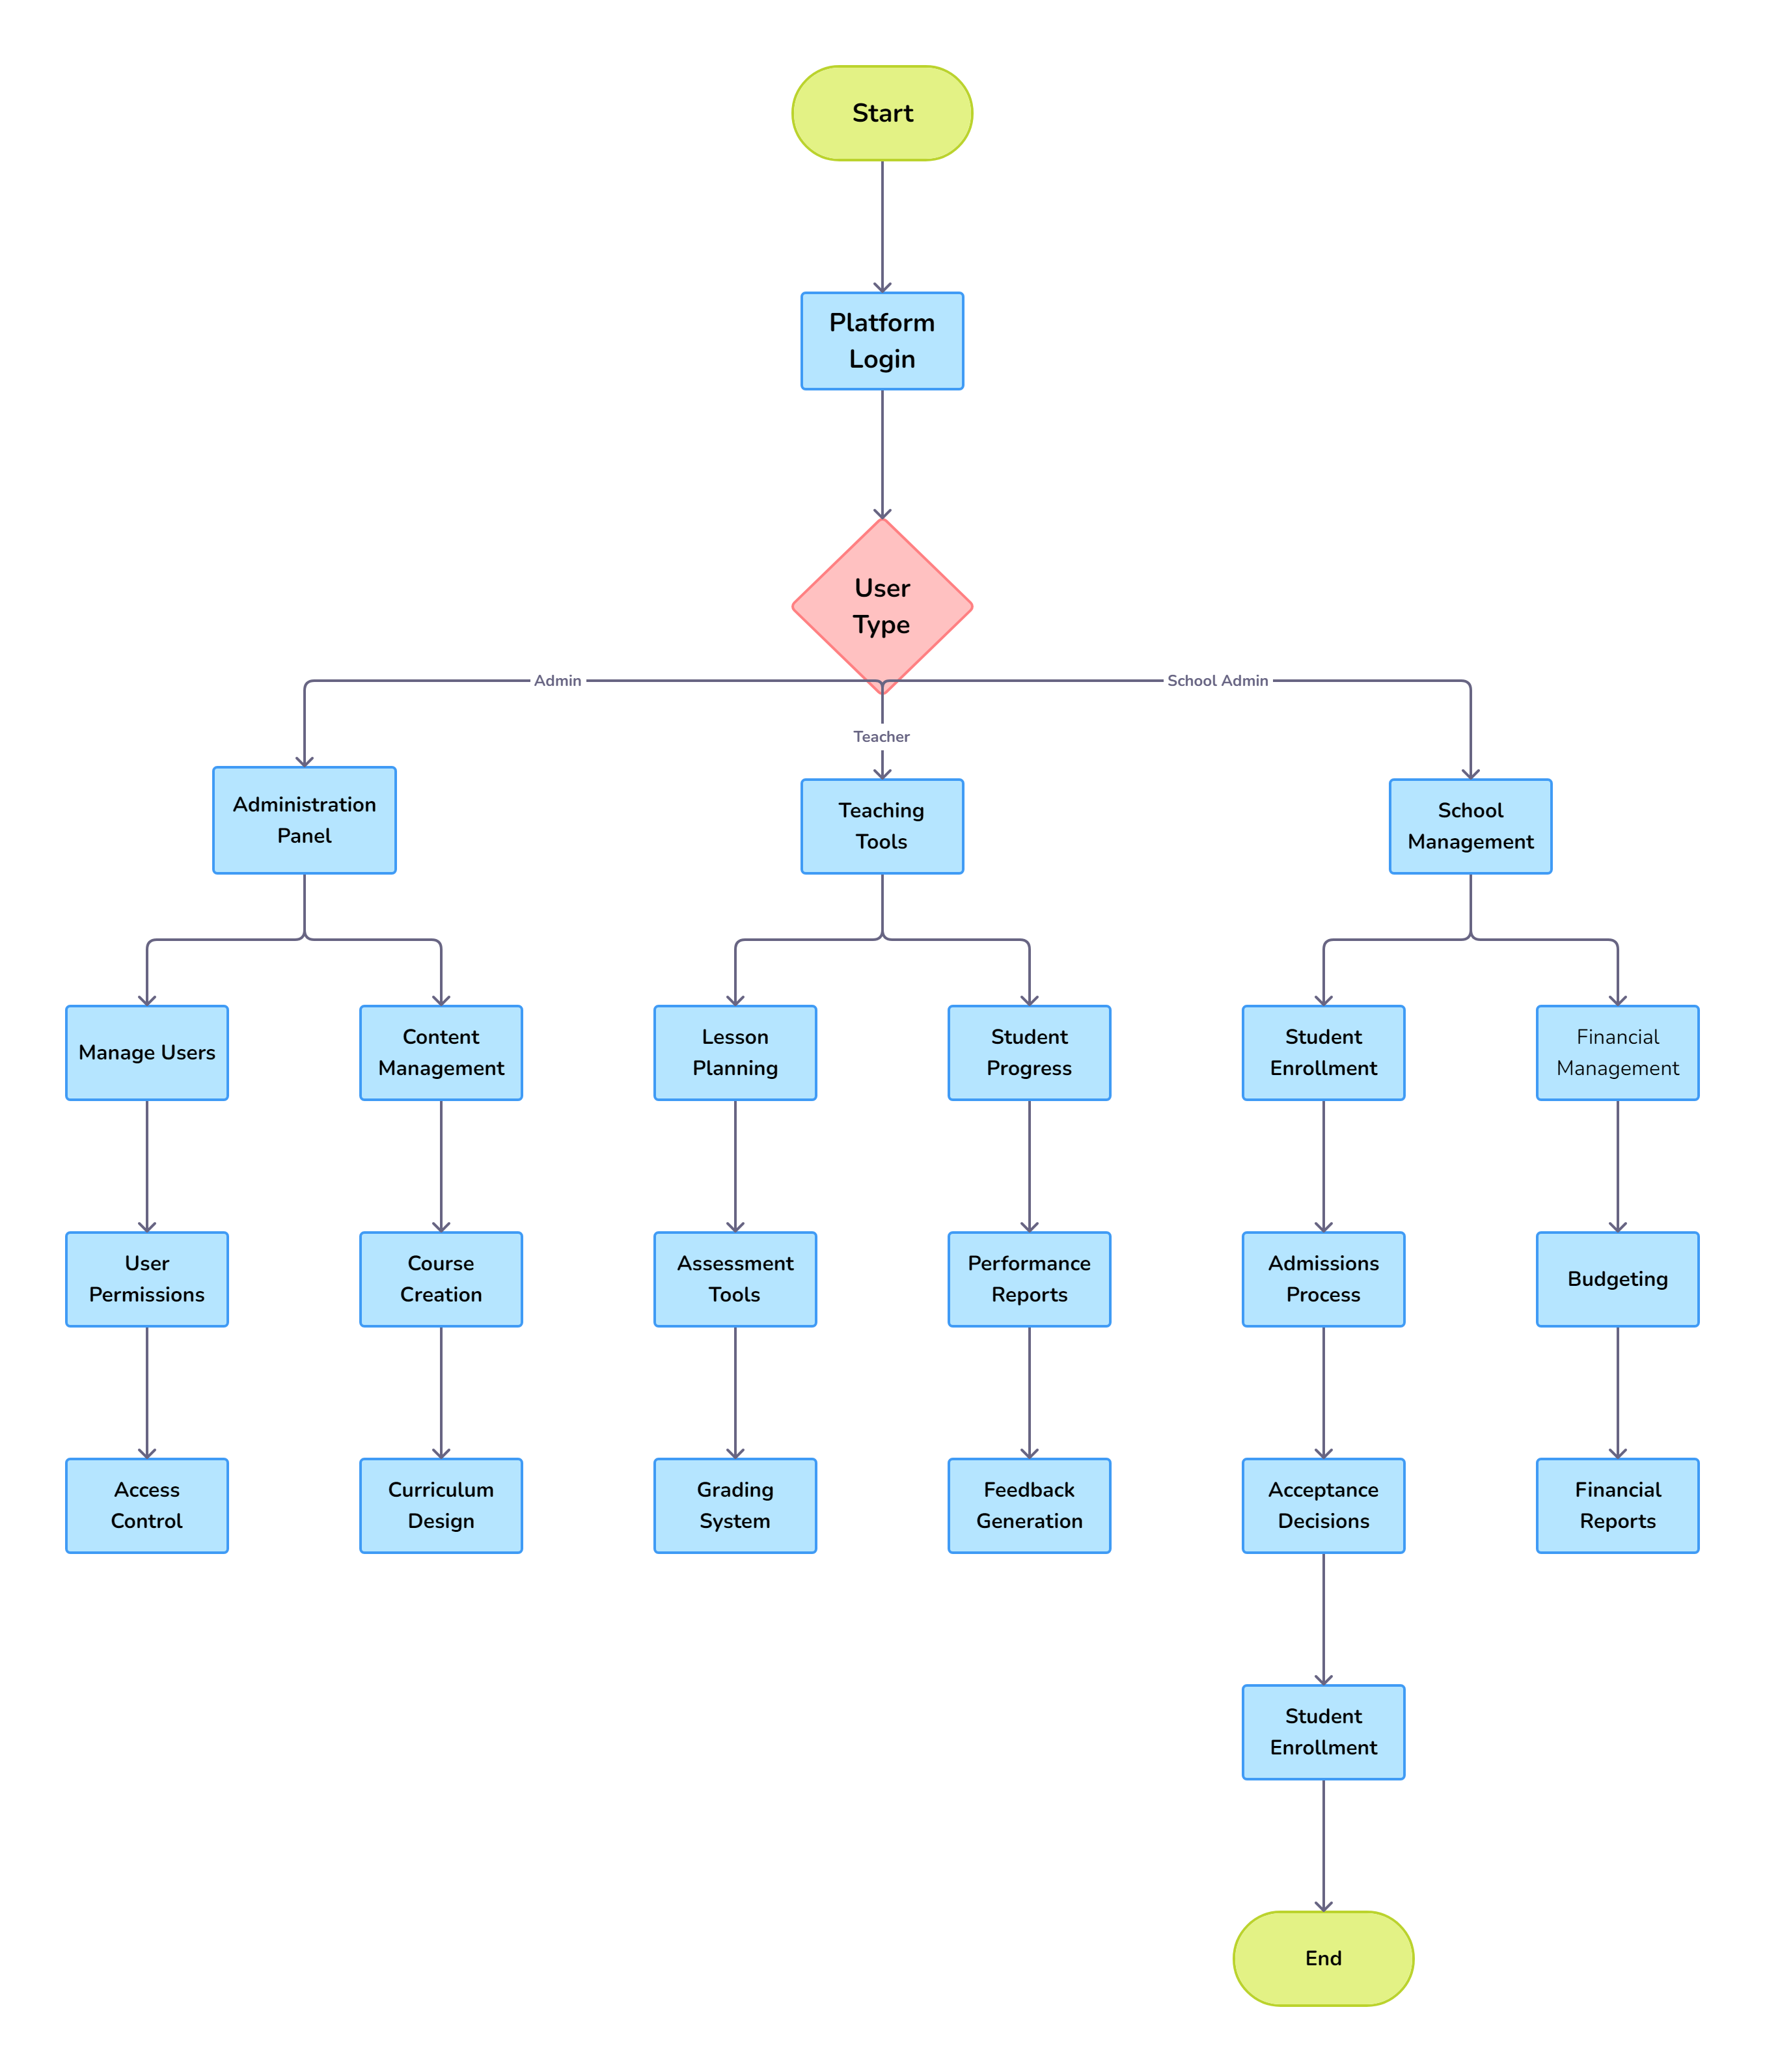 Start
Platform
Login
User
Type
Admin
School Admin
Teacher
Administration
Panel
Teaching
Tools
School
Management
Manage Users
Content
Management
Lesson
Planning
Student
Progress
Student
Enrollment
Financial
Management
User
Permissions
Course
Creation
Assessment
Tools
Performance
Reports
Admissions
Process
Budgeting
Access
Control
Curriculum
Design
Grading
System
Feedback
Generation
Acceptance
Decisions
Financial
Reports
Student
Enrollment
End